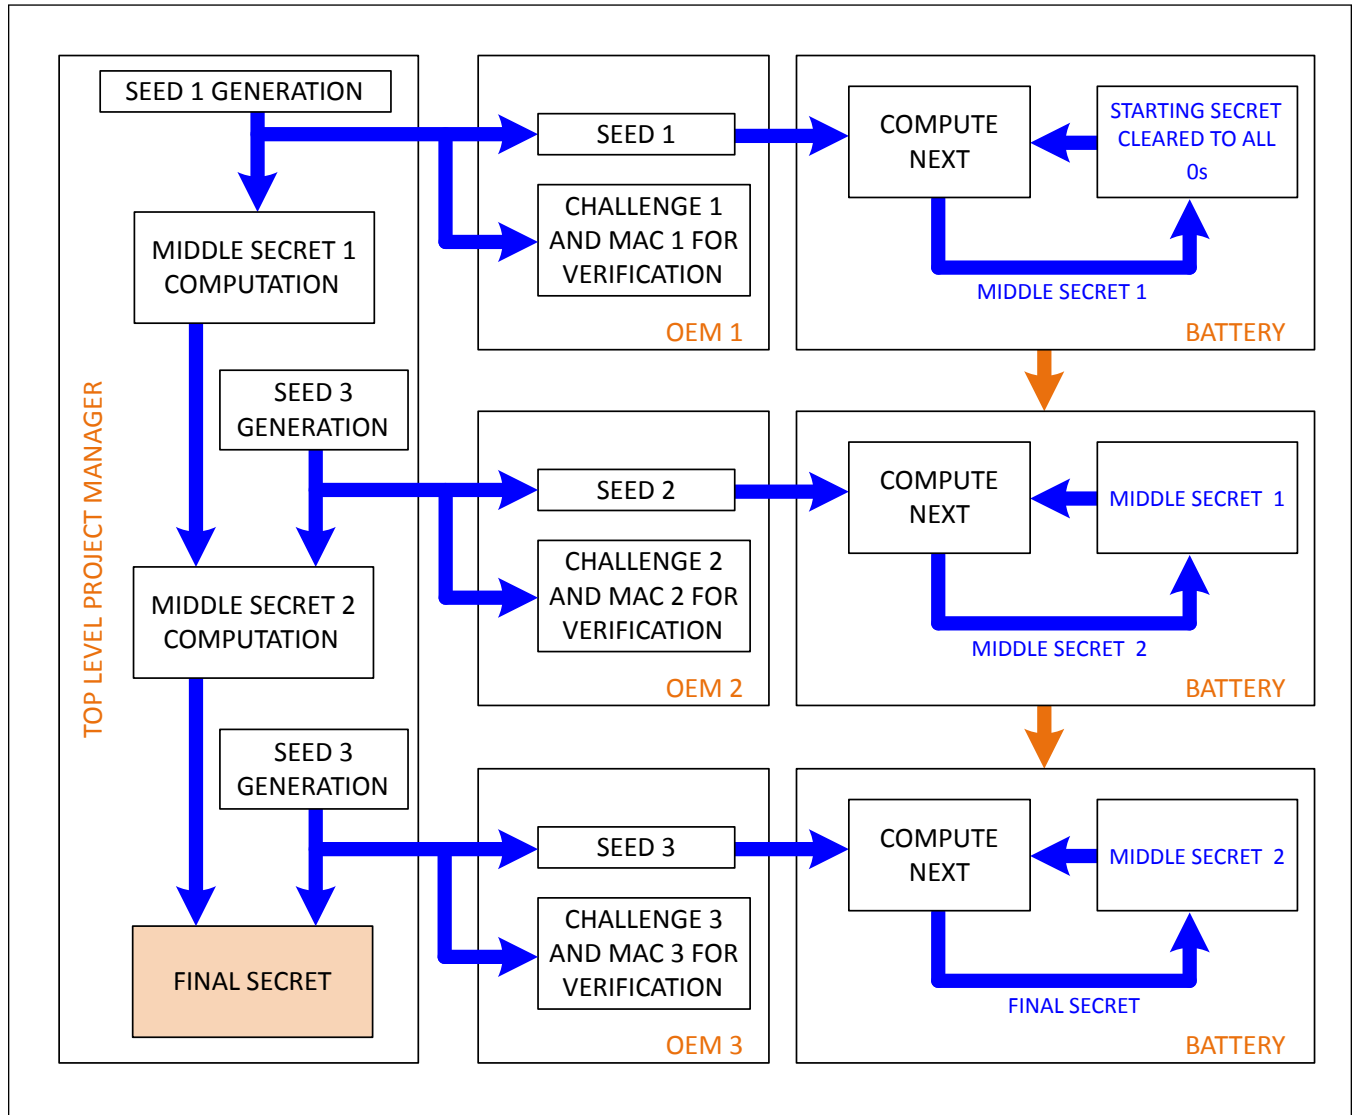 SEED 1 GENERATION
MIDDLE SECRET 1
COMPUTATION
SEED 3
GENERATION
MIDDLE SECRET 2
COMPUTATION
SEED 3
GENERATION
FINAL SECRET
TOP LEVEL PROJECT MANAGER
SEED 1
CHALLENGE 1
AND MAC 1 FOR
VERIFICATION
OEM 1
COMPUTE
NEXT
STARTING SECRET
CLEARED TO ALL
0s
MIDDLE SECRET 1
BATTERY
SEED 2
CHALLENGE 2
AND MAC 2 FOR
VERIFICATION
OEM 2
COMPUTE
NEXT
MIDDLE SECRET 1
MIDDLE SECRET 2
BATTERY
SEED 3
CHALLENGE 3
AND MAC 3 FOR
VERIFICATION
OEM 3
COMPUTE
NEXT
MIDDLE SECRET 2
FINAL SECRET
BATTERY